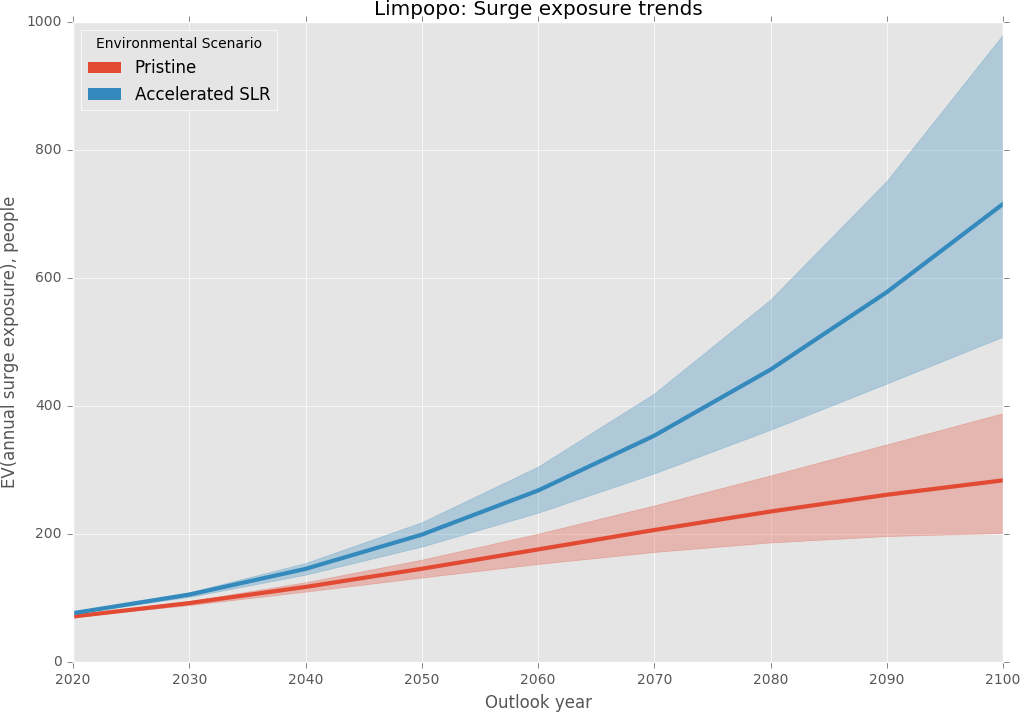 Limpopo: Surge exposure trends
Environmental Scenario
Pristine
Accelerated SLR
EV(annual surge exposure), people
1000
800
600
400
200
0
2020 2030 2040 2050 2060 2070 2080 2090 2100
Outlook year